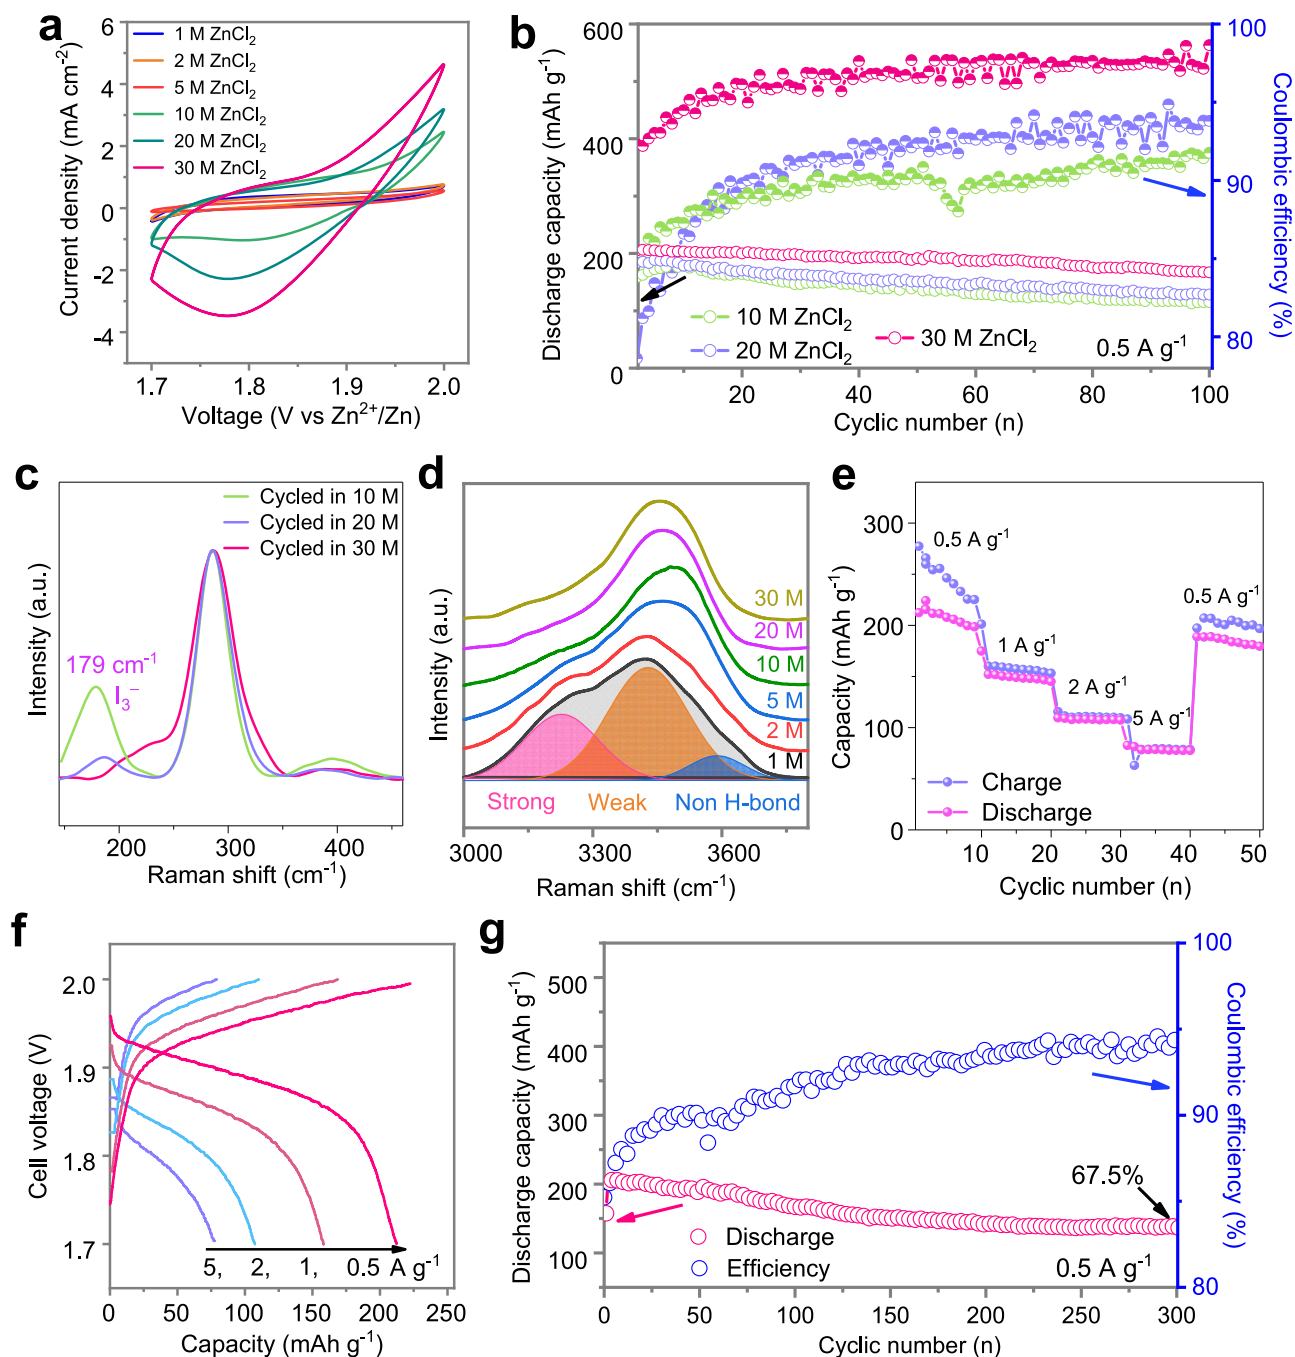 a
6
4
2
0
-2
-4
Current density (mA cm⁻²)
1 M ZnCl₂
2 M ZnCl₂
5 M ZnCl₂
10 M ZnCl₂
20 M ZnCl₂
30 M ZnCl₂
1.7 1.8 1.9 2.0
Voltage (V vs Zn²⁺/Zn)
b
600
400
200
0
Discharge capacity (mAh g⁻¹)
100
90
80
Coulombic efficiency (%)
10 M ZnCl₂
20 M ZnCl₂
30 M ZnCl₂
0.5 A g⁻¹
20 40 60 80 100
Cyclic number (n)
c
Intensity (a.u.)
Cycled in 10 M
Cycled in 20 M
Cycled in 30 M
179 cm⁻¹
I₃⁻
200 300 400
Raman shift (cm⁻¹)
d
Intensity (a.u.)
30 M
20 M
10 M
5 M
2 M
1 M
Strong Weak Non H-bond
3000 3300 3600
Raman shift (cm⁻¹)
e
300
200
100
0
Capacity (mAh g⁻¹)
0.5 A g⁻¹
1 A g⁻¹
2 A g⁻¹
5 A g⁻¹
0.5 A g⁻¹
Charge
Discharge
10 20 30 40 50
Cyclic number (n)
f
2.0
1.9
1.8
1.7
Cell voltage (V)
5, 2, 1, 0.5 A g⁻¹
0 50 100 150 200 250
Capacity (mAh g⁻¹)
g
500
400
300
200
100
Discharge capacity (mAh g⁻¹)
100
90
80
Coulombic efficiency (%)
67.5%
Discharge
Efficiency
0.5 A g⁻¹
0 50 100 150 200 250 300
Cyclic number (n)